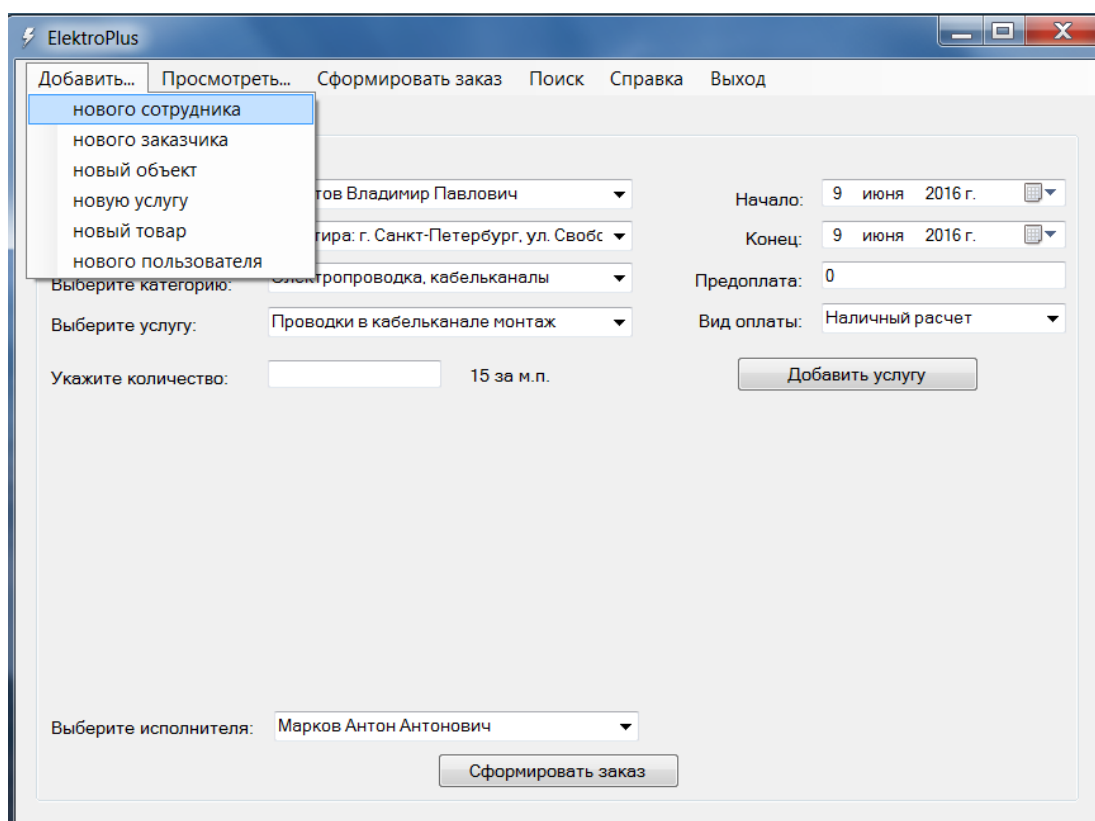 ElektroPlus
Добавить... Просмотреть... Сформировать заказ Поиск Справка Выход
нового сотрудника
нового заказчика
новый объект
новую услугу
новый товар
нового пользователя
Владимир Павлович
Начало: 9 июня 2016 г.
г. Санкт-Петербург, ул.
Конец: 9 июня 2016 г.
Выберите категорию: Электропроводка, кабельканалы
Предоплата: 0
Выберите услугу: Проводки в кабельканале монтаж
Вид оплаты: Наличный расчет
Укажите количество: 15 за м.п.
Добавить услугу
Выберите исполнителя: Марков Антон Антонович
Сформировать заказ